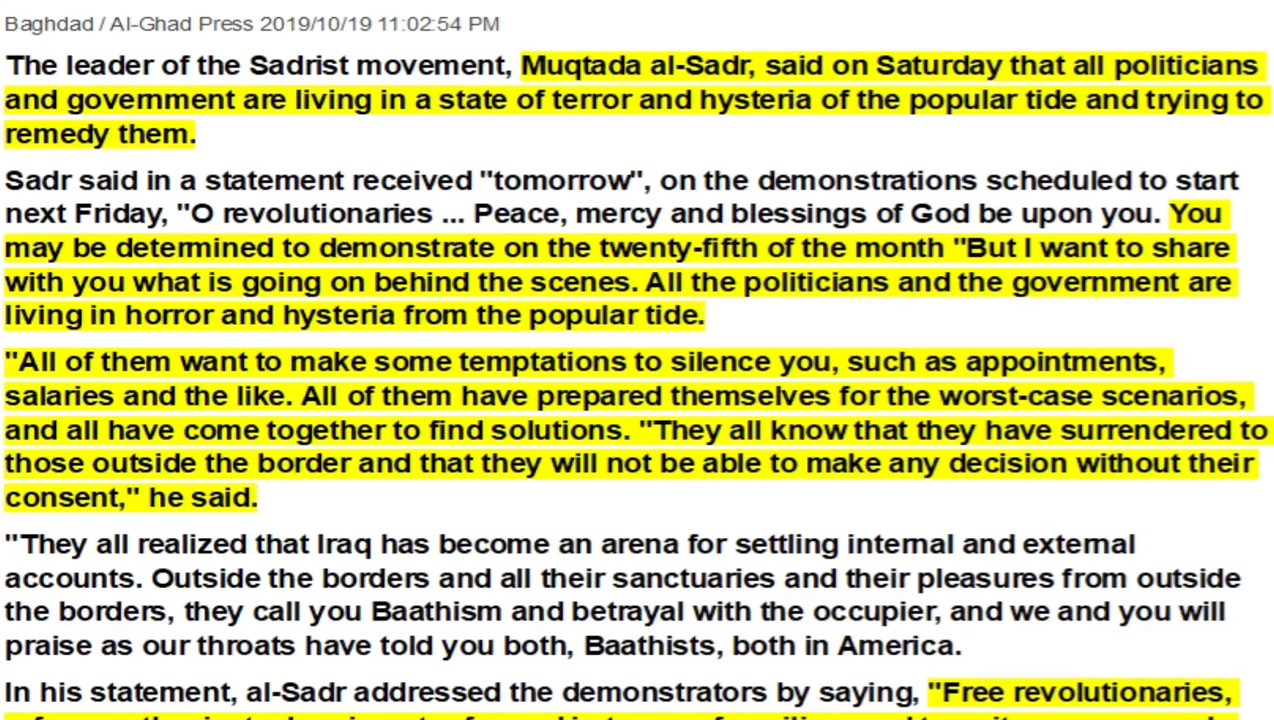 Baghdad / Al-Ghad Press 2019/10/19 11:02:54 PM
The leader of the Sadrist movement, Muqtada al-Sadr, said on Saturday that all politicians
and government are living in a state of terror and hysteria of the popular tide and trying to
remedy them.
Sadr said in a statement received "tomorrow", on the demonstrations scheduled to start
next Friday, "O revolutionaries ... Peace, mercy and blessings of God be upon you. You
may be determined to demonstrate on the twenty-fifth of the month "But I want to share
with you what is going on behind the scenes. All the politicians and the government are
living in horror and hysteria from the popular tide.
"All of them want to make some temptations to silence you, such as appointments,
salaries and the like. All of them have prepared themselves for the worst-case scenarios,
and all have come together to find solutions. "They all know that they have surrendered to
those outside the border and that they will not be able to make any decision without their
consent," he said.
"They all realized that Iraq has become an arena for settling internal and external
accounts. Outside the borders and all their sanctuaries and their pleasures from outside
the borders, they call you Baathism and betrayal with the occupier, and we and you will
praise as our throats have told you both, Baathists, both in America.
In his statement, al-Sadr addressed the demonstrators by saying, "Free revolutionaries,